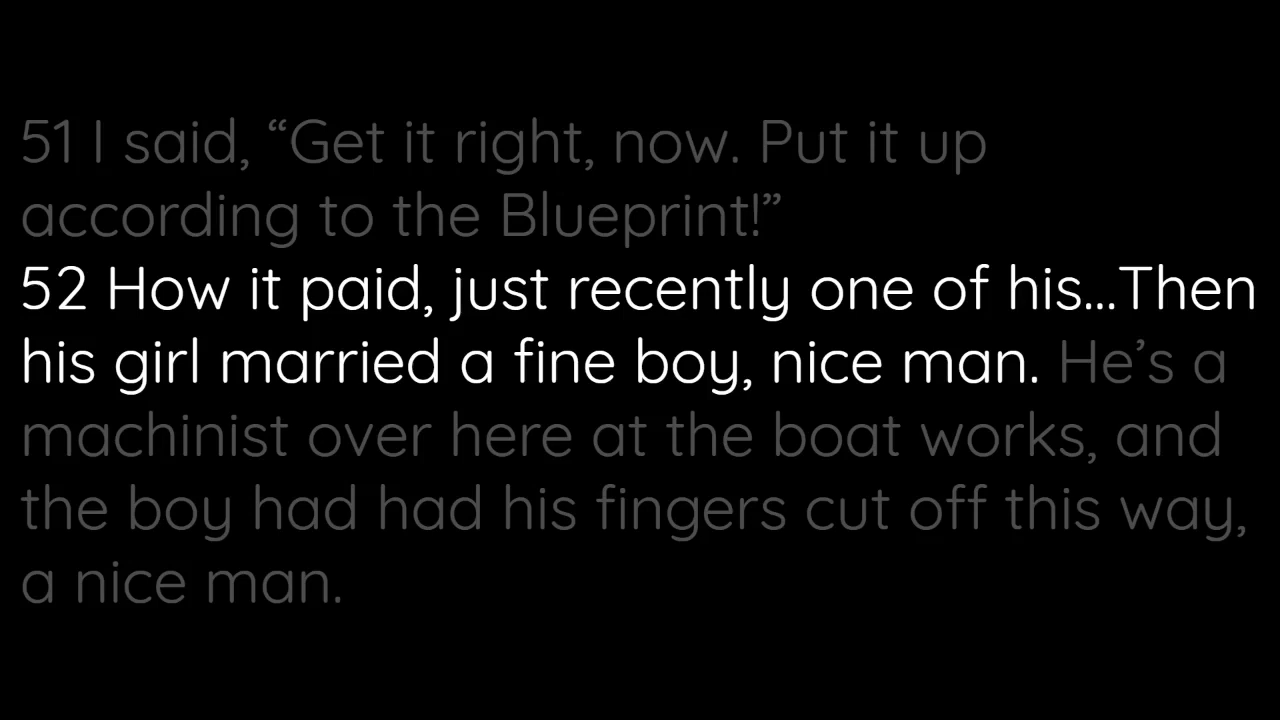 51 I said, “Get it right, now. Put it up
according to the Blueprint!”
52 How it paid, just recently one of his...Then
his girl married a fine boy, nice man. He’s a
machinist over here at the boat works, and
the boy had had his fingers cut off this way,
a nice man.